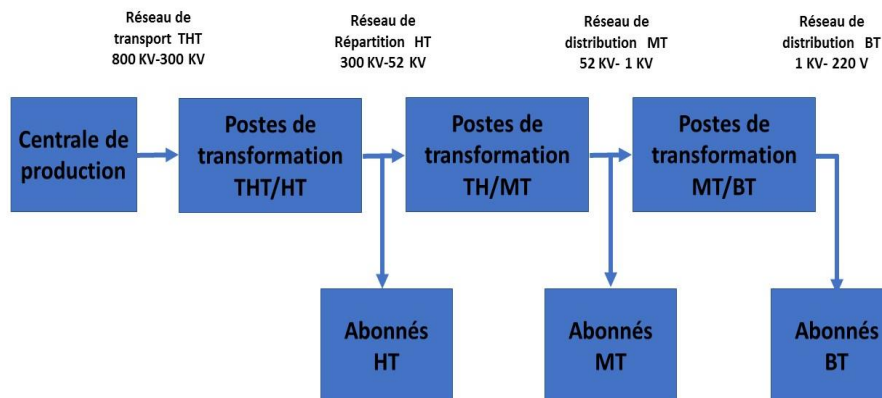 Réseau de
transport THT
800 KV-300 KV
Réseau de
Répartition HT
300 KV-52 KV
Réseau de
distribution MT
52 KV- 1 KV
Réseau de
distribution BT
1 KV- 220 V
Centrale de
production
Postes de
transformation
THT/HT
Postes de
transformation
TH/MT
Postes de
transformation
MT/BT
Abonnés
HT
Abonnés
MT
Abonnés
BT